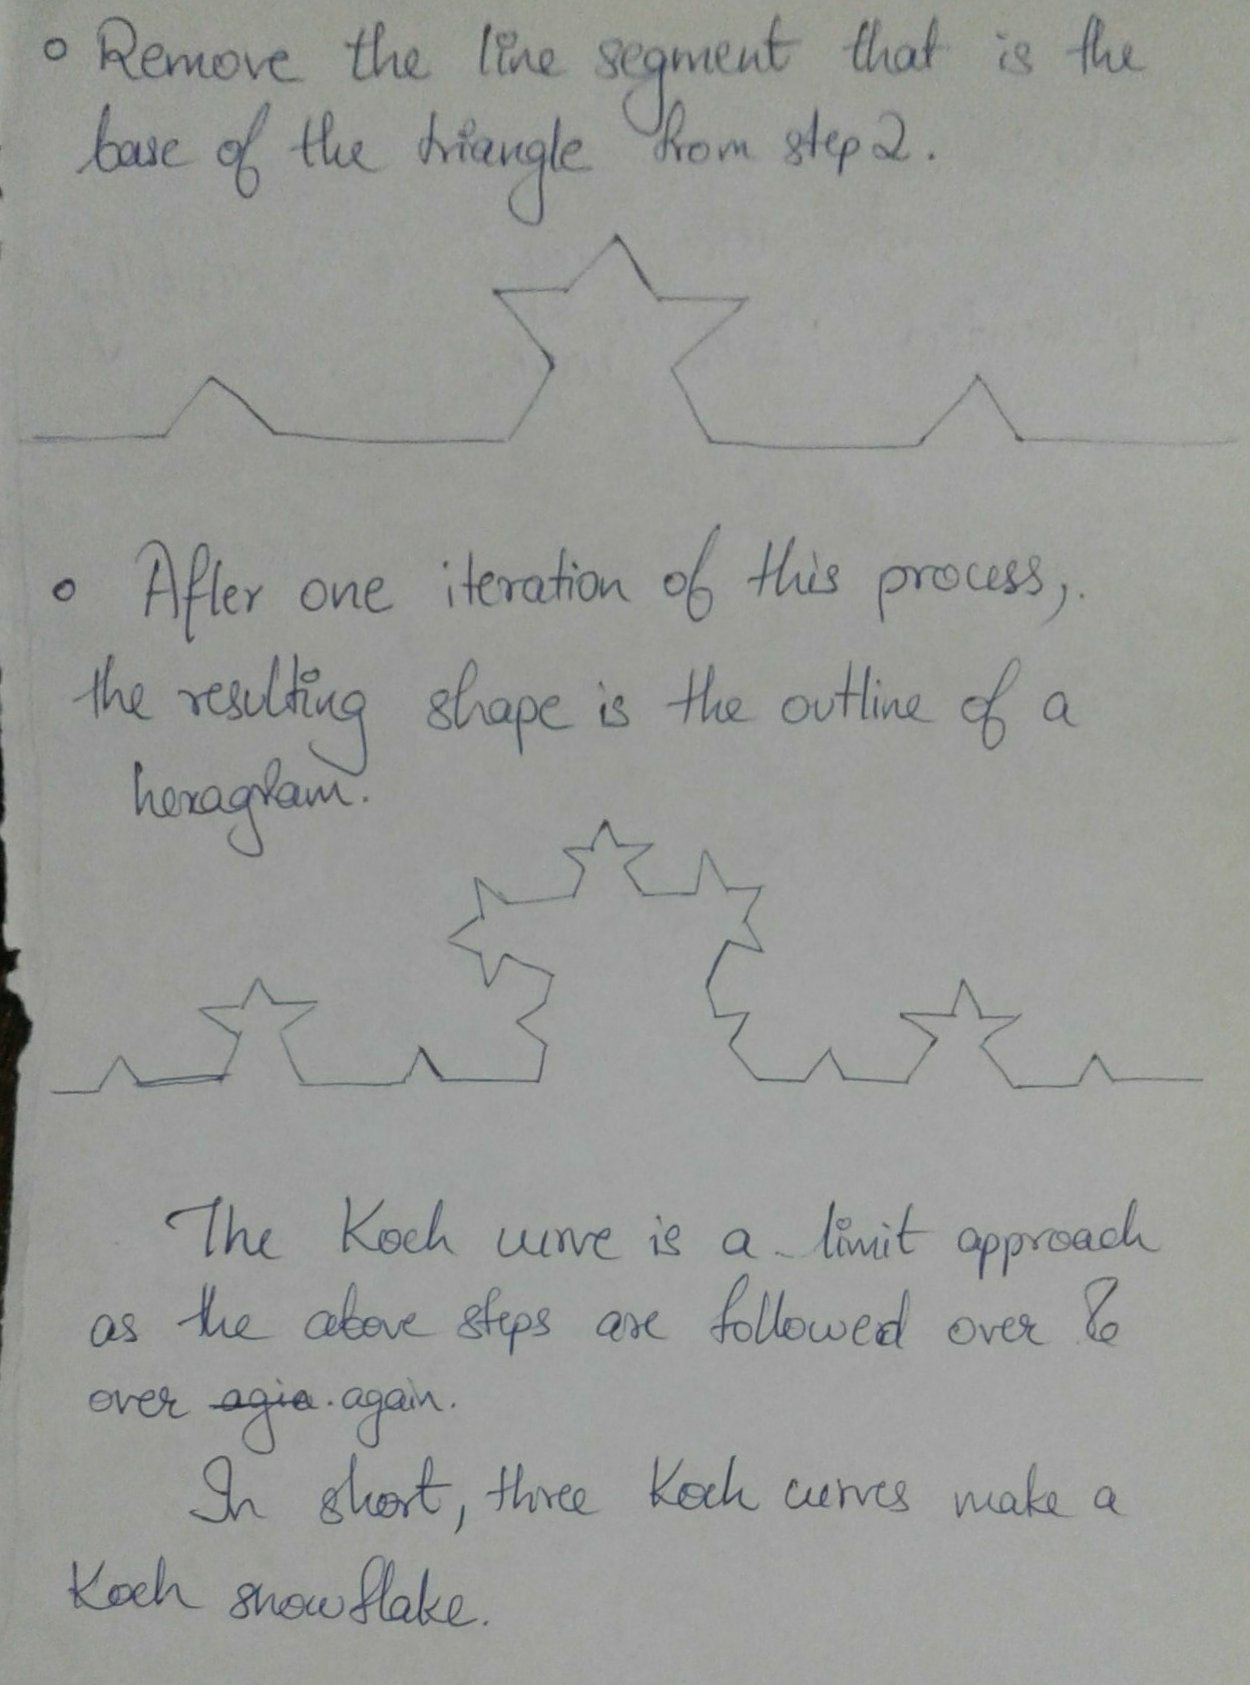 ∘ Remove the line segment that is the
base of the triangle from step 2.
∘ After one iteration of this process,.
the resulting shape is the outline of a
hexagram.
The Koch curve is a limit approach
as the above steps are followed over &
over agia. again.
In short, three Koch curves make a
Koch snowflake.